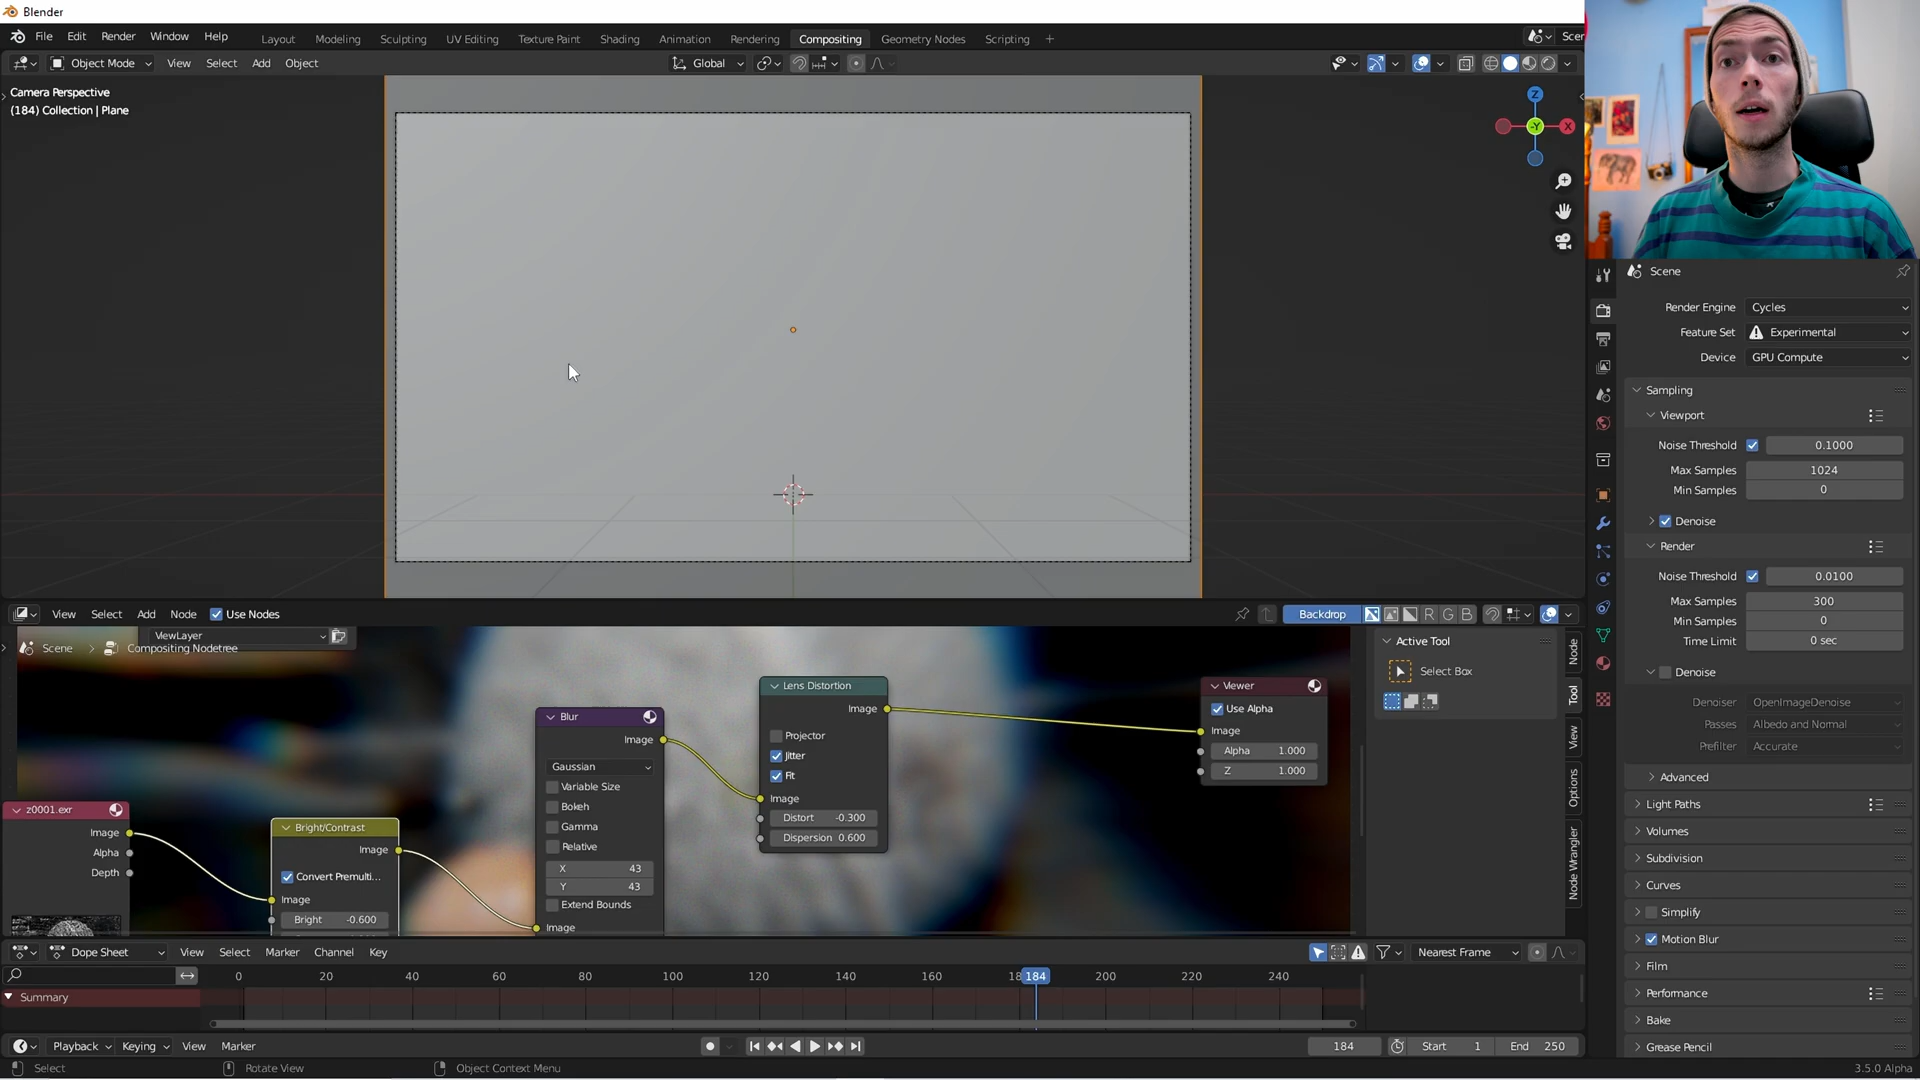 Blender
File Edit Render Window Help
Layout Modeling Sculpting UV Editing Texture Paint Shading Animation Rendering Compositing Geometry Nodes Scripting +
Scer
Object Mode View Select Add Object
Global
Camera Perspective
(184) Collection | Plane
Z
-Y
X
Scene
Render Engine Cycles
Feature Set Experimental
Device GPU Compute
Sampling
Viewport
Noise Threshold 0.1000
Max Samples 1024
Min Samples 0
Denoise
Render
Noise Threshold 0.0100
Max Samples 300
Min Samples 0
Time Limit 0 sec
Denoise
Denoiser OpenImageDenoise
Passes Albedo and Normal
Prefilter Accurate
Advanced
Light Paths
Volumes
Subdivision
Curves
Simplify
Motion Blur
Film
Performance
Bake
Grease Pencil
View Select Add Node Use Nodes
Backdrop
R G B
ViewLayer
Scene > Compositing Nodetree
z0001.exr
Image
Alpha
Depth
Bright/Contrast
Image
Convert Premulti...
Image
Bright -0.600
Blur
Image
Gaussian
Variable Size
Bokeh
Gamma
Relative
X 43
Y 43
Extend Bounds
Image
Lens Distortion
Image
Projector
Jitter
Fit
Image
Distort -0.300
Dispersion 0.600
Viewer
Use Alpha
Image
Alpha 1.000
Z 1.000
Active Tool
Select Box
Node
Tool
View
Options
Node Wrangler
Dope Sheet View Select Marker Channel Key
Nearest Frame
0 20 40 60 80 100 120 140 160 18 184 200 220 240
Summary
Playback Keying View Marker
184 Start 1 End 250
Select Rotate View Object Context Menu
3.5.0 Alpha